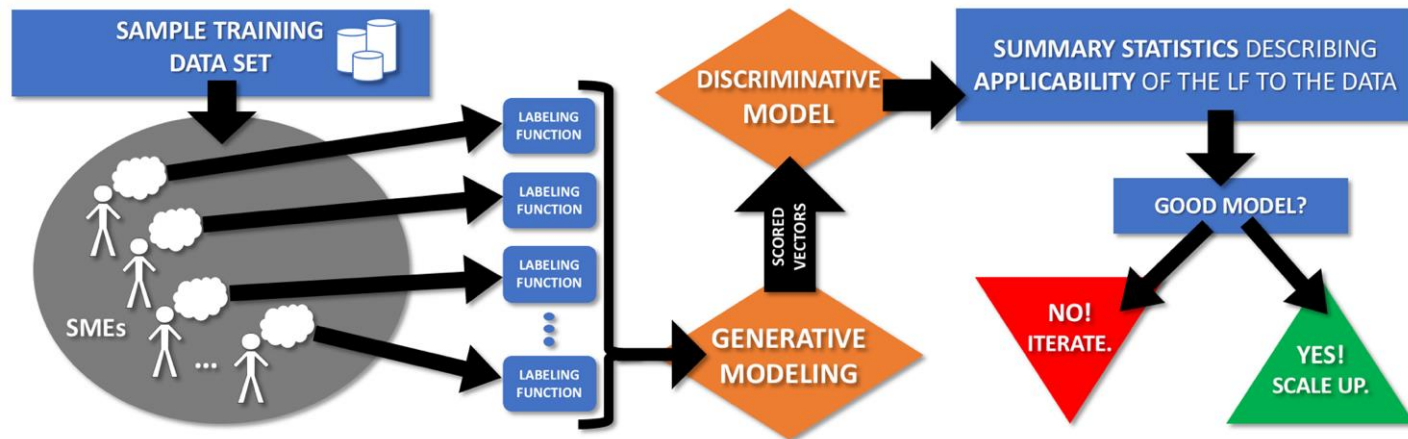 SAMPLE TRAINING
DATA SET
SMEs
...
LABELING
FUNCTION
LABELING
FUNCTION
LABELING
FUNCTION
LABELING
FUNCTION
GENERATIVE
MODELING
SCORED
VECTORS
DISCRIMINATIVE
MODEL
SUMMARY STATISTICS DESCRIBING
APPLICABILITY OF THE LF TO THE DATA
GOOD MODEL?
NO!
ITERATE.
YES!
SCALE UP.